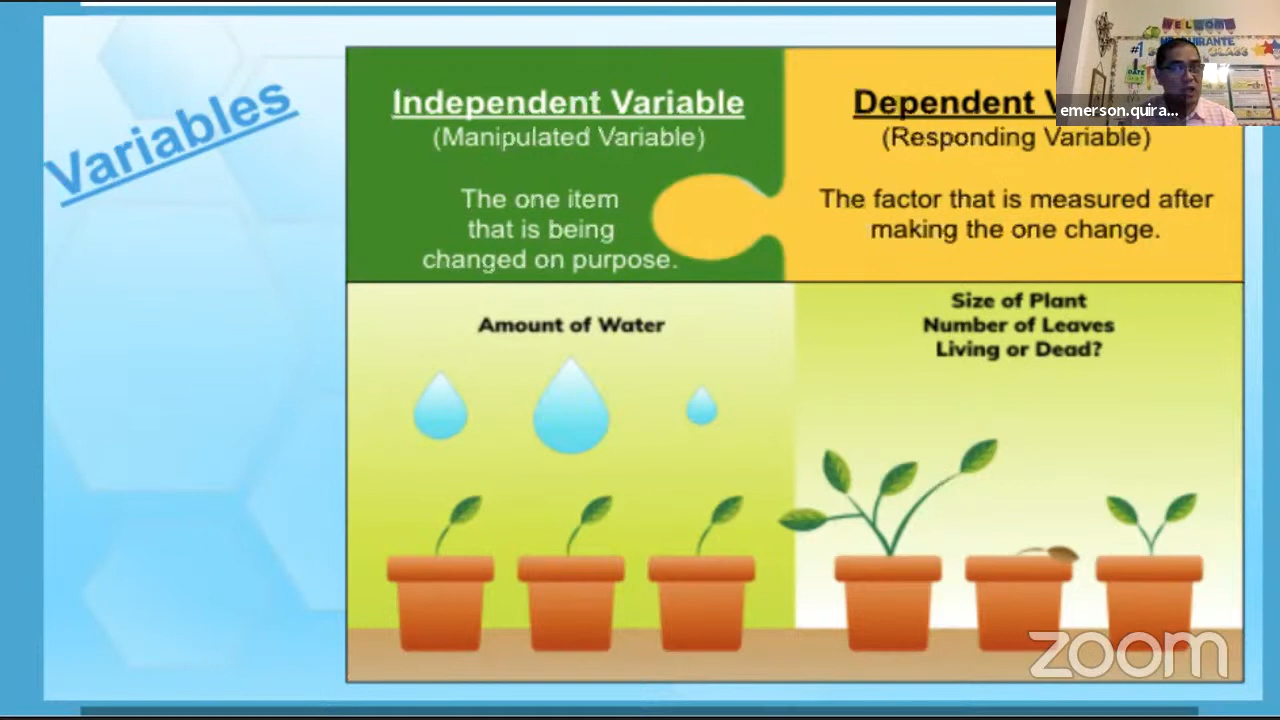 Variables
Independent Variable
(Manipulated Variable)
The one item
that is being
changed on purpose.
Dependent
(Responding Variable)
The factor that is measured after
making the one change.
Amount of Water
Size of Plant
Number of Leaves
Living or Dead?
WELCOME
#1
emerson.quira...
zoom